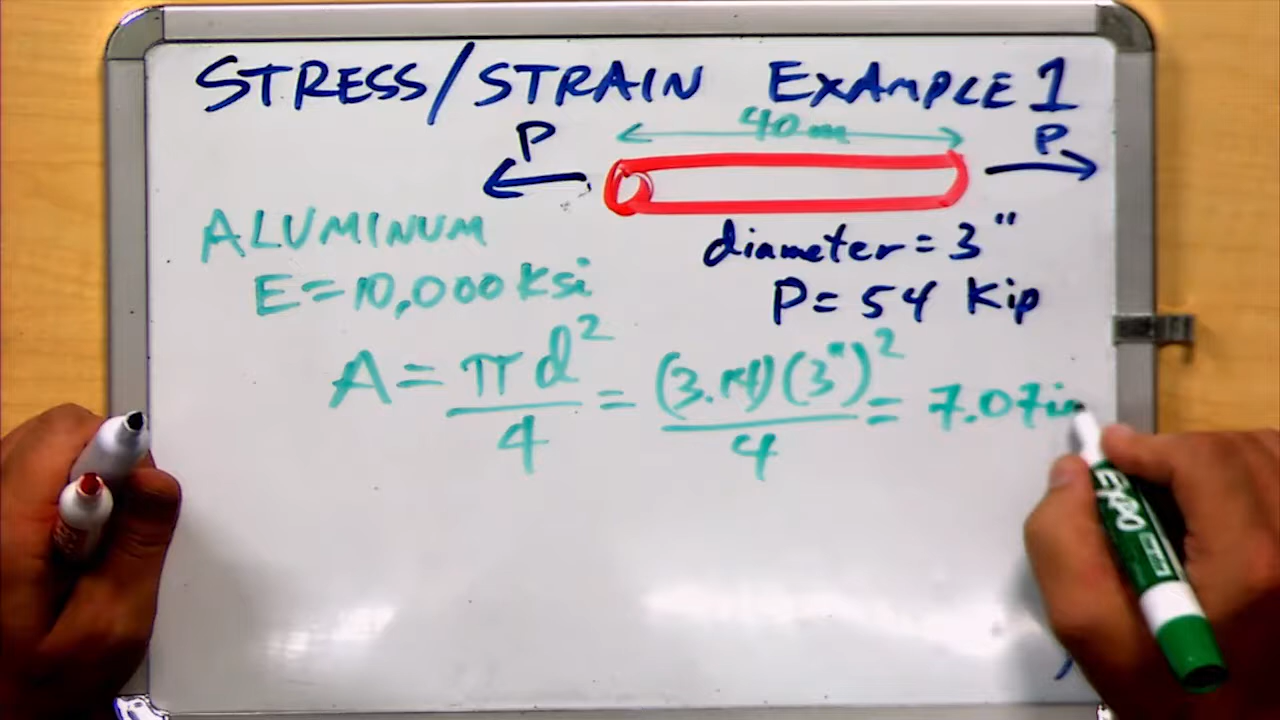 STRESS/STRAIN EXAMPLE 1
40 in
P P
ALUMINUM
diameter = 3"
E = 10,000 Ksi
P = 54 Kip
A = πd²/4 = (3.14)(3")²/4 = 7.07in
EXPO